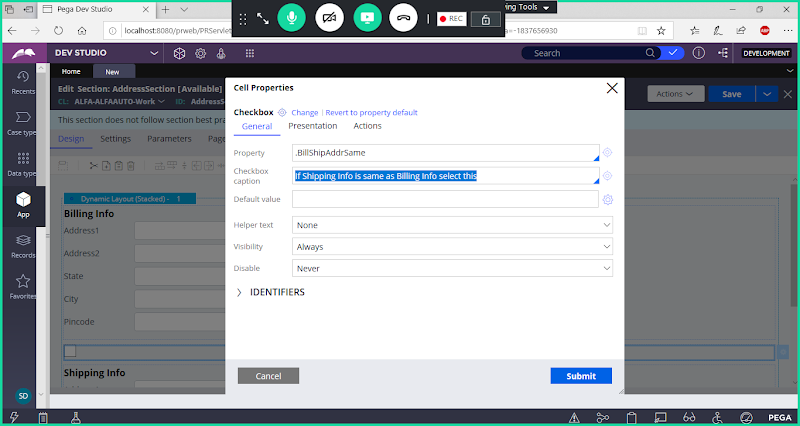 Pega Dev Studio
ving Tools
REC
localhost:8080/prweb/PRServlet
a=-1837656930
DEV STUDIO
Search
DEVELOPMENT
Home
New
Recents
Edit Section: AddressSection [Available]
CL: ALFA-ALFAAUTO-Work
ID: AddressS
Actions
Save
This section does not follow section best pra
Case type
Design
Settings
Parameters
Page
Data type
App
Records
Favorites
Dynamic Layout (Stacked) - 1
Billing Info
Address1
Address2
State
City
Pincode
Shipping Info
Cell Properties
Checkbox
Change
Revert to property default
General
Presentation
Actions
Property
.BillShipAddrSame
Checkbox caption
If Shipping Info is same as Billing Info select this
Default value
Helper text
None
Visibility
Always
Disable
Never
IDENTIFIERS
Cancel
Submit
SD
PEGA